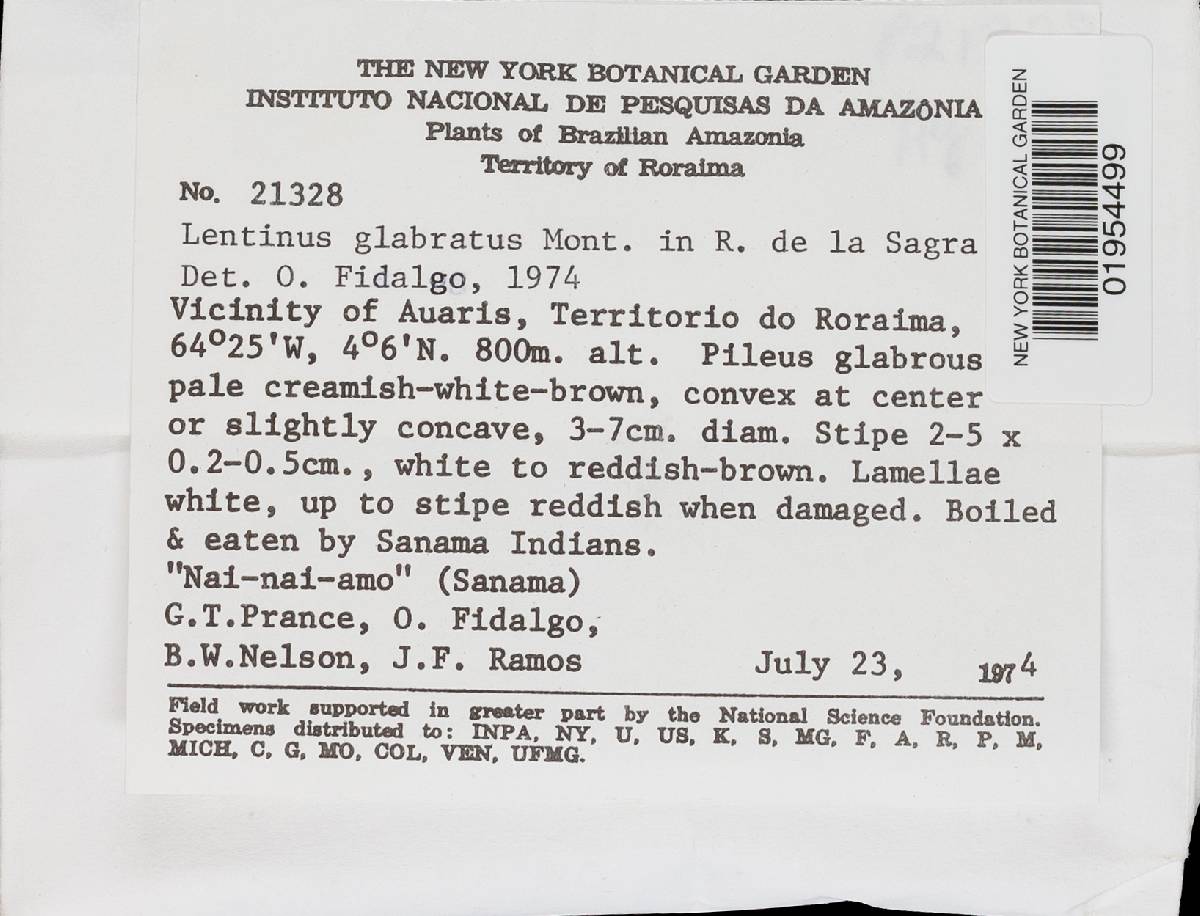 THE NEW YORK BOTANICAL GARDEN
INSTITUTO NACIONAL DE PESQUISAS DA AMAZÔNIA
Plants of Brazilian Amazonia
Territory of Roraima
No. 21328
Lentinus glabratus Mont. in R. de la Sagra
Det. O. Fidalgo, 1974
Vicinity of Auaris, Territorio do Roraima,
64°25'W, 4°6'N. 800m. alt. Pileus glabrous
pale creamish-white-brown, convex at center
or slightly concave, 3-7cm. diam. Stipe 2-5 x
0.2-0.5cm., white to reddish-brown. Lamellae
white, up to stipe reddish when damaged. Boiled
& eaten by Sanama Indians.
"Nai-nai-amo" (Sanama)
G.T.Prance, O. Fidalgo,
B.W.Nelson, J.F. Ramos July 23, 1974
Field work supported in greater part by the National Science Foundation.
Specimens distributed to: INPA, NY, U, US, K, S, MG, F, A, R, P, M,
MICH, C, G, MO, COL, VEN, UFMG.
NEW YORK BOTANICAL GARDEN
01954499